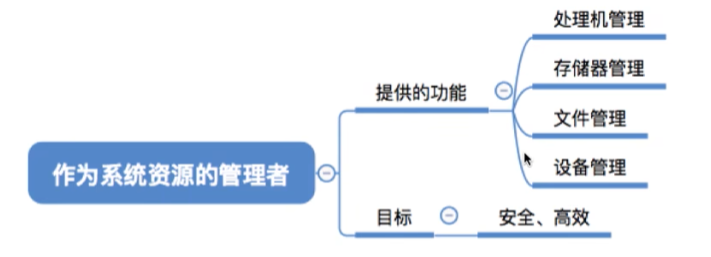 作为系统资源的管理者
提供的功能
处理机管理
存储器管理
文件管理
设备管理
目标
安全、高效